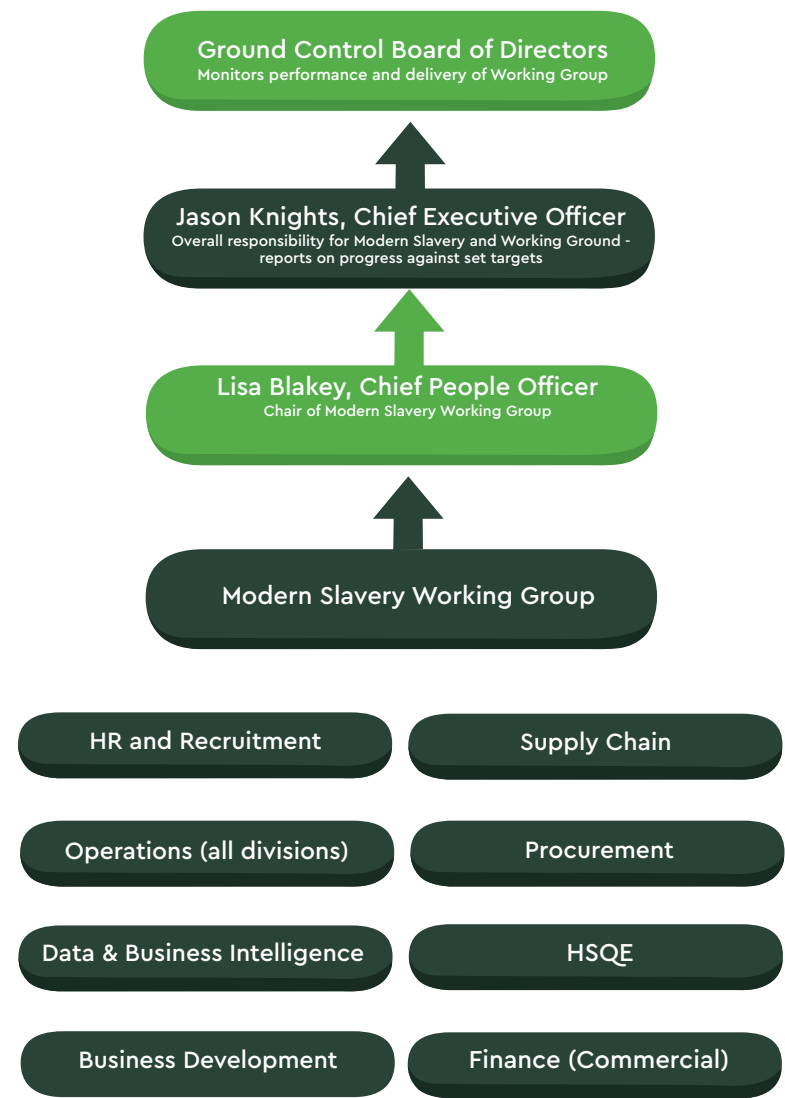 Ground Control Board of Directors
Monitors performance and delivery of Working Group
Jason Knights, Chief Executive Officer
Overall responsibility for Modern Slavery and Working Ground -
reports on progress against set targets
Lisa Blakey, Chief People Officer
Chair of Modern Slavery Working Group
Modern Slavery Working Group
HR and Recruitment
Supply Chain
Operations (all divisions)
Procurement
Data & Business Intelligence
HSQE
Business Development
Finance (Commercial)